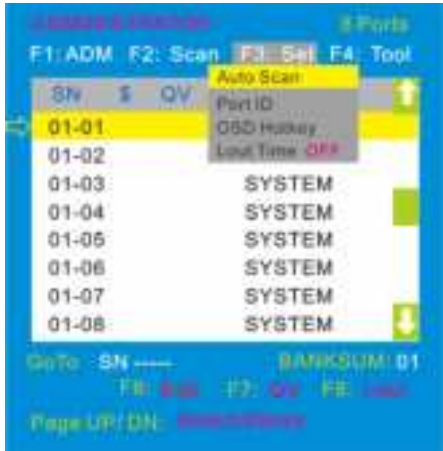 8 Ports
F1: ADM F2: Scan F3: Set F4: Tool
SN $ QV
Auto Scan
Port ID
OSD Hotkey
Lout Time OFF
01-01
01-02
01-03 SYSTEM
01-04 SYSTEM
01-05 SYSTEM
01-06 SYSTEM
01-07 SYSTEM
01-08 SYSTEM
GoTo SN ----- BANKSUM: 01
F6: Edit F7: QV F8:
Page UP/ DN: